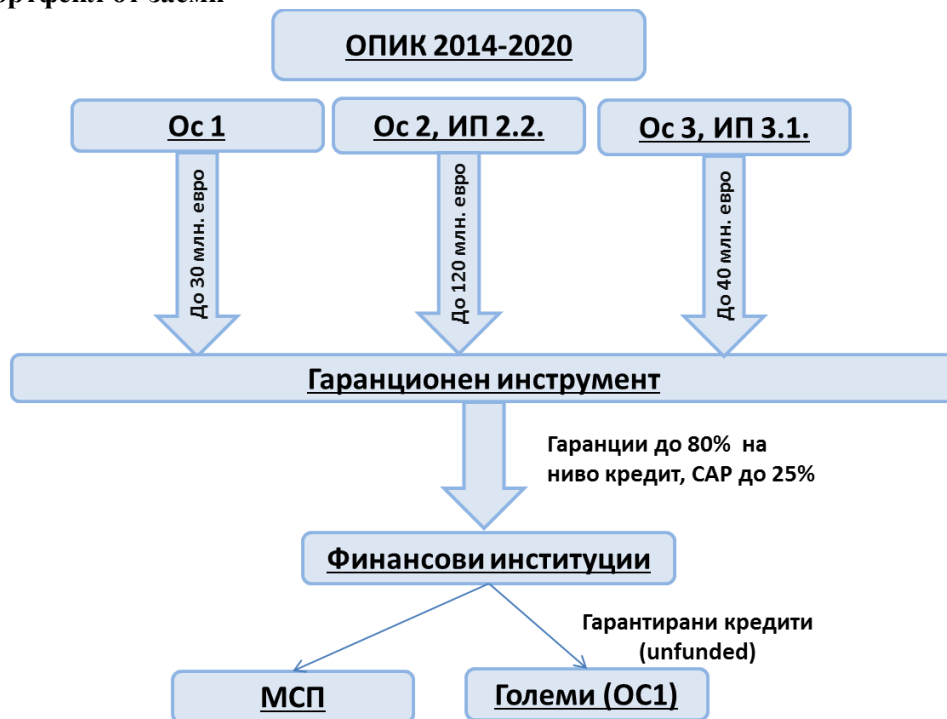 ОПИК 2014-2020
Ос 1
Ос 2, ИП 2.2.
Ос 3, ИП 3.1.
До 30 млн. евро
До 120 млн. евро
До 40 млн. евро
Гаранционен инструмент
Гаранции до 80% на
ниво кредит, CAP до 25%
Финансови институции
Гарантирани кредити
(unfunded)
МСП
Големи (ОС1)